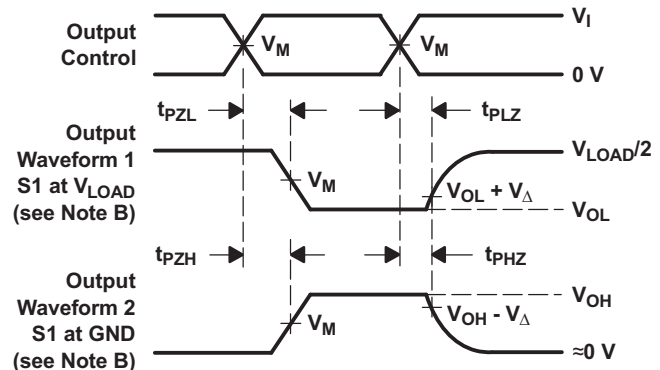 Output
Control
V_M
V_M
V_I
0 V
t_PZL
t_PLZ
Output
Waveform 1
S1 at V_LOAD
(see Note B)
V_M
V_LOAD/2
V_OL + V_Δ
V_OL
t_PZH
t_PHZ
Output
Waveform 2
S1 at GND
(see Note B)
V_M
V_OH
V_OH - V_Δ
≈0 V